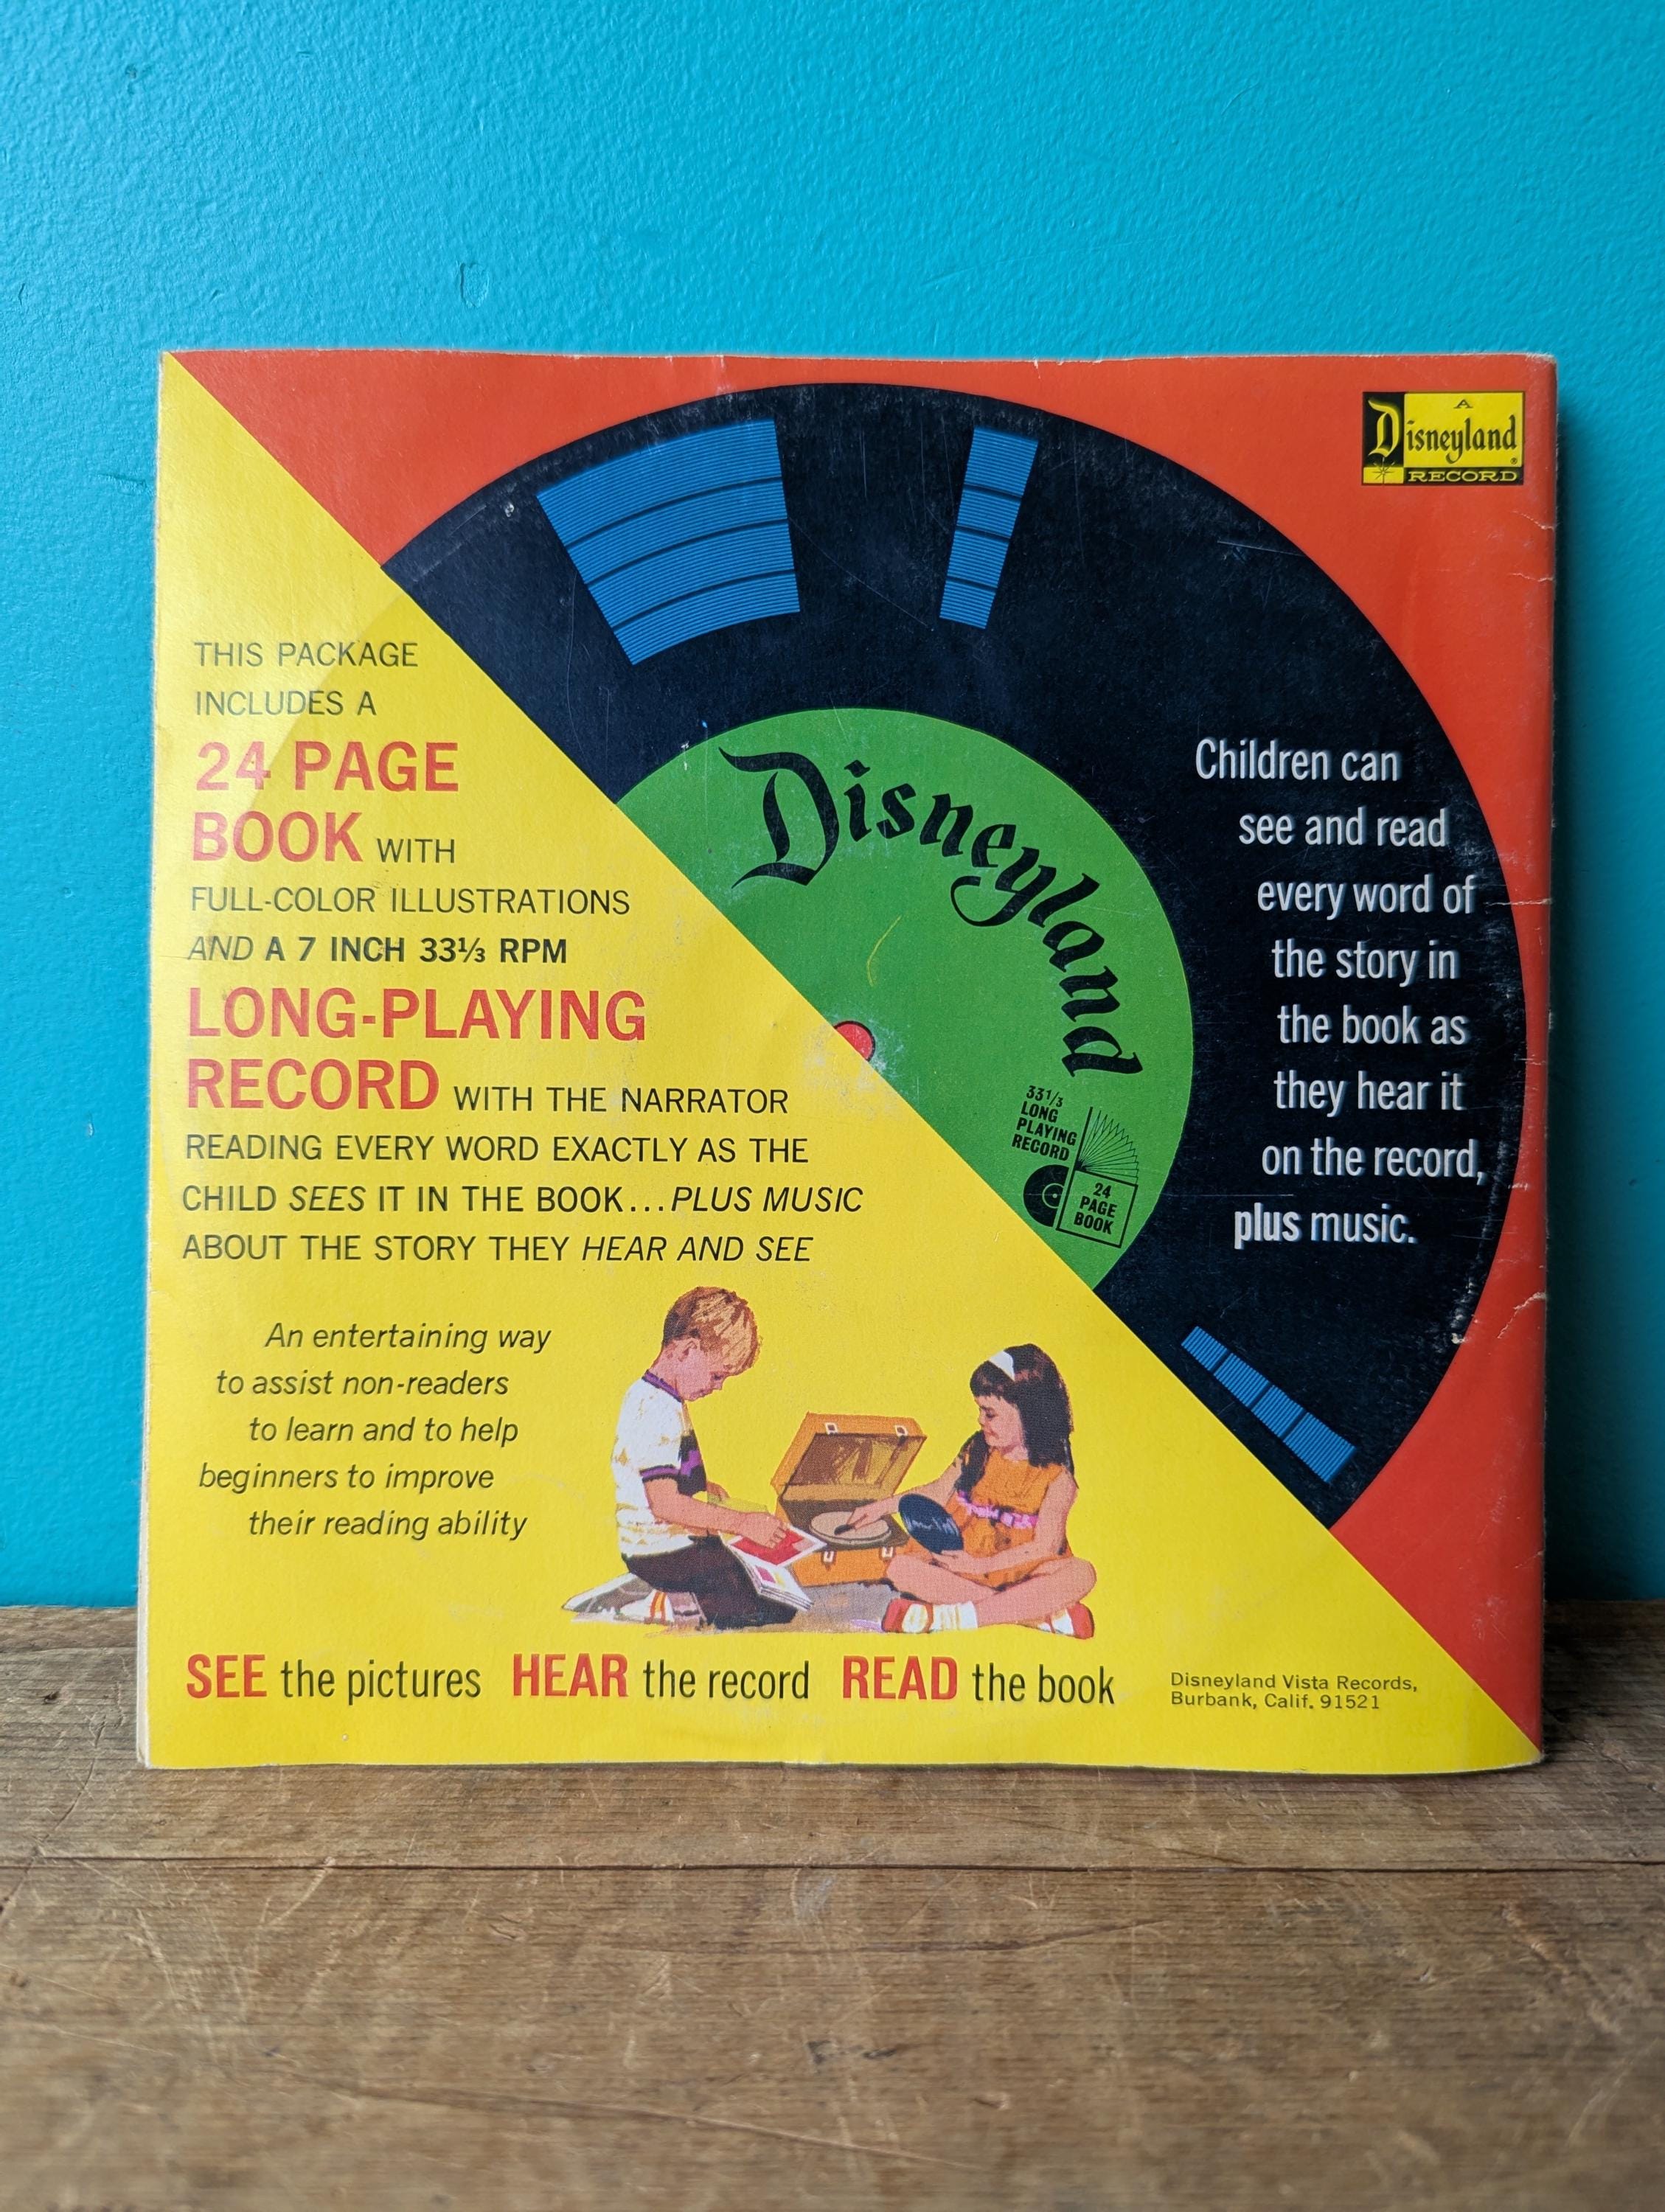 A
Disneyland
RECORD
THIS PACKAGE
INCLUDES A
24 PAGE
BOOK WITH
FULL-COLOR ILLUSTRATIONS
AND A 7 INCH 33⅓ RPM
LONG-PLAYING
RECORD WITH THE NARRATOR
READING EVERY WORD EXACTLY AS THE
CHILD SEES IT IN THE BOOK...PLUS MUSIC
ABOUT THE STORY THEY HEAR AND SEE
Disneyland
33⅓
LONG
PLAYING
RECORD
24
PAGE
BOOK
Children can
see and read
every word of
the story in
the book as
they hear it
on the record,
plus music.
An entertaining way
to assist non-readers
to learn and to help
beginners to improve
their reading ability
SEE the pictures HEAR the record READ the book
Disneyland Vista Records,
Burbank, Calif. 91521